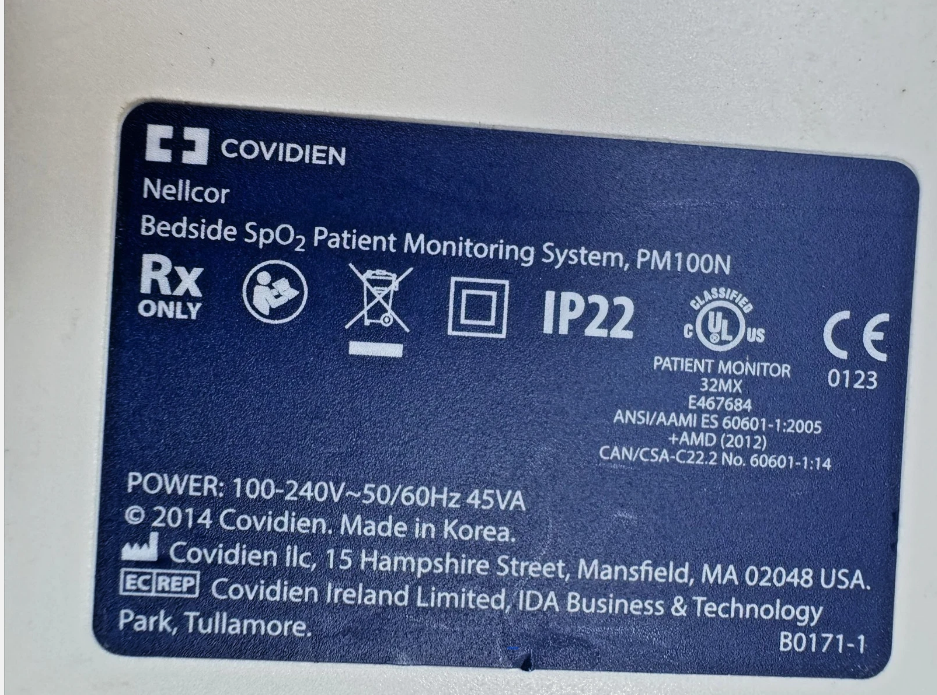 COVIDIEN
Nellcor
Bedside SpO₂ Patient Monitoring System, PM100N
Rx
ONLY
IP22
CLASSIFIED
C UL US
®
PATIENT MONITOR
32MX
E467684
ANSI/AAMI ES 60601-1:2005
+AMD (2012)
CAN/CSA-C22.2 No. 60601-1:14
CE
0123
POWER: 100-240V~50/60Hz 45VA
© 2014 Covidien. Made in Korea.
Covidien llc, 15 Hampshire Street, Mansfield, MA 02048 USA.
EC REP Covidien Ireland Limited, IDA Business & Technology
Park, Tullamore.
B0171-1